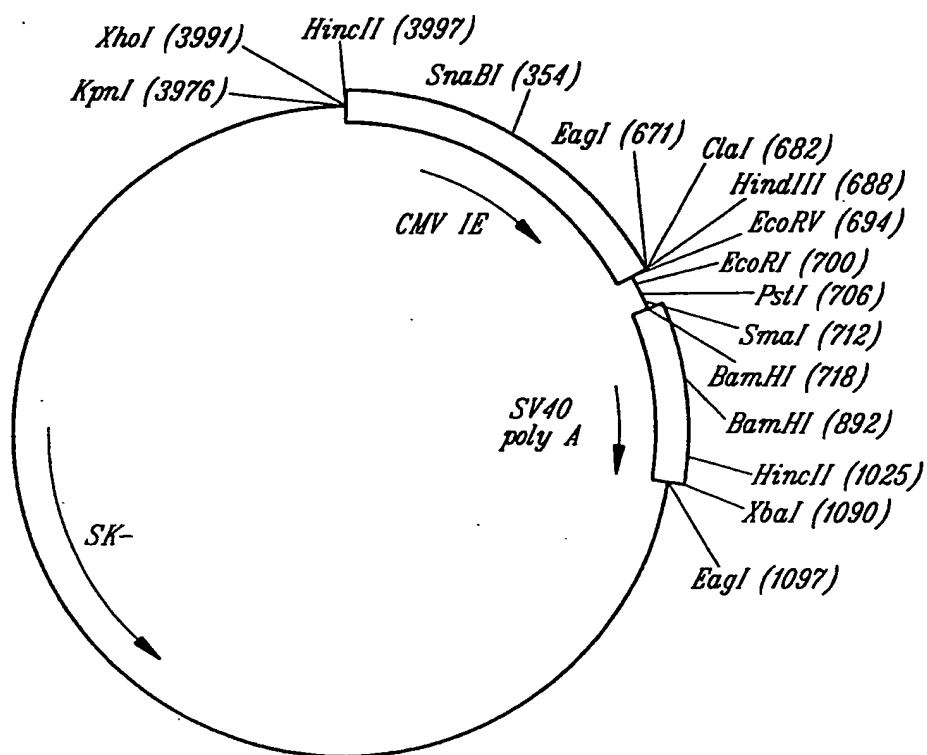 XhoI (3991)
HincII (3997)
KpnI (3976)
SnaBI (354)
EagI (671)
ClaI (682)
HindIII (688)
EcoRV (694)
EcoRI (700)
PstI (706)
SmaI (712)
BamHI (718)
BamHI (892)
HincII (1025)
XbaI (1090)
EagI (1097)
CMV IE
SV40
poly A
SK-